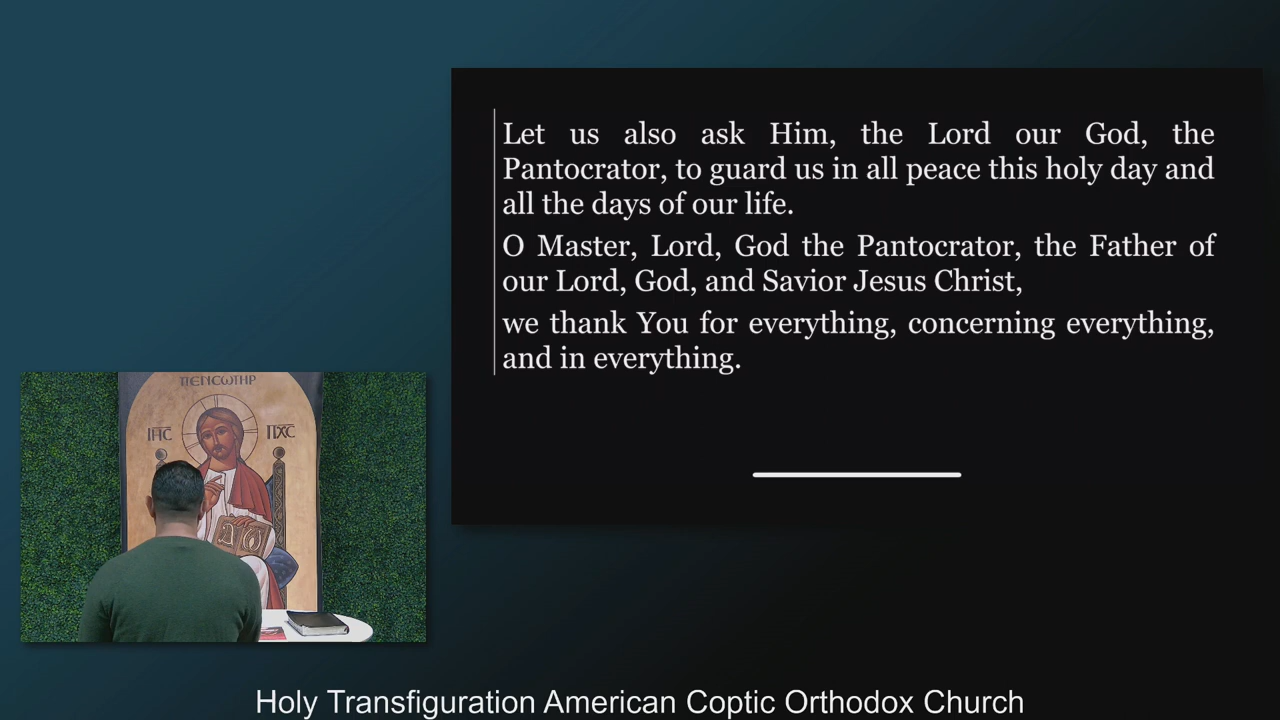 Let us also ask Him, the Lord our God, the
Pantocrator, to guard us in all peace this holy day and
all the days of our life.
O Master, Lord, God the Pantocrator, the Father of
our Lord, God, and Savior Jesus Christ,
we thank You for everything, concerning everything,
and in everything.
ⲠⲈⲚⲤⲰⲦⲎⲢ
ⲒⲎ̅Ⲥ̅ ⲠⲬ̅Ⲥ̅
Ⲁ Ⲱ
Holy Transfiguration American Coptic Orthodox Church